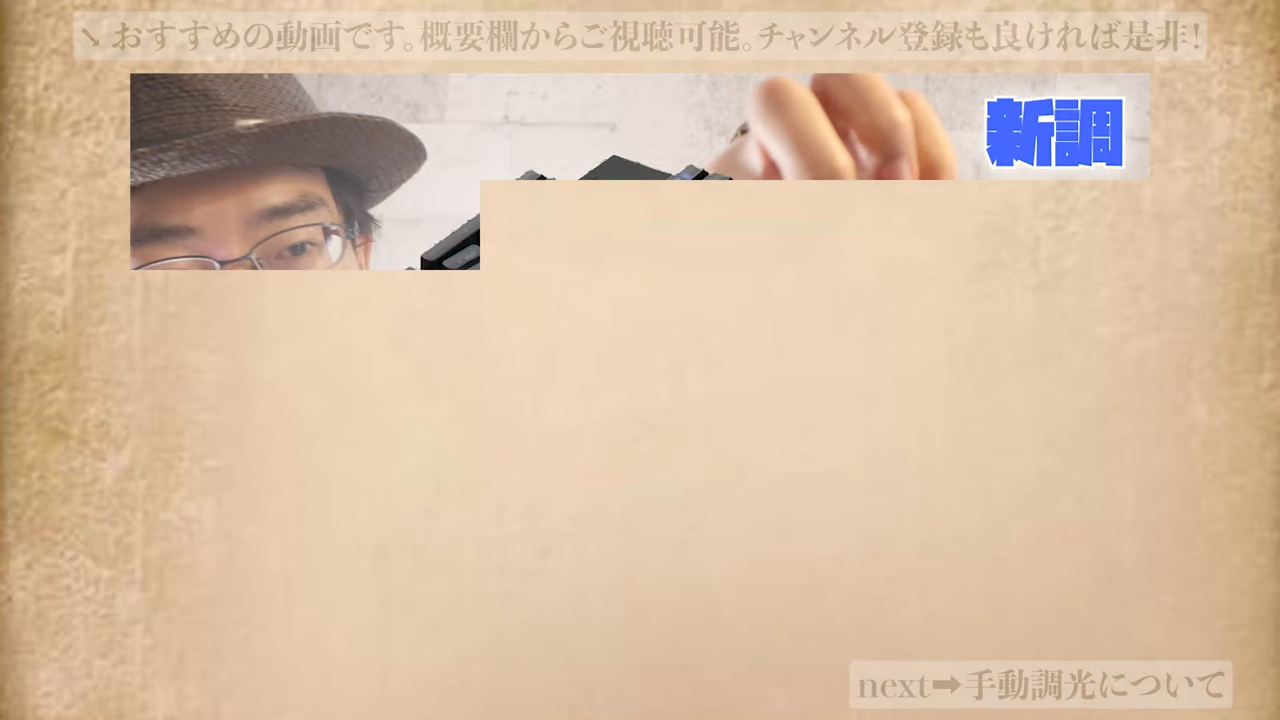 ↘おすすめの動画です。概要欄からご視聴可能。チャンネル登録も良ければ是非!
新調
next➡手動調光について